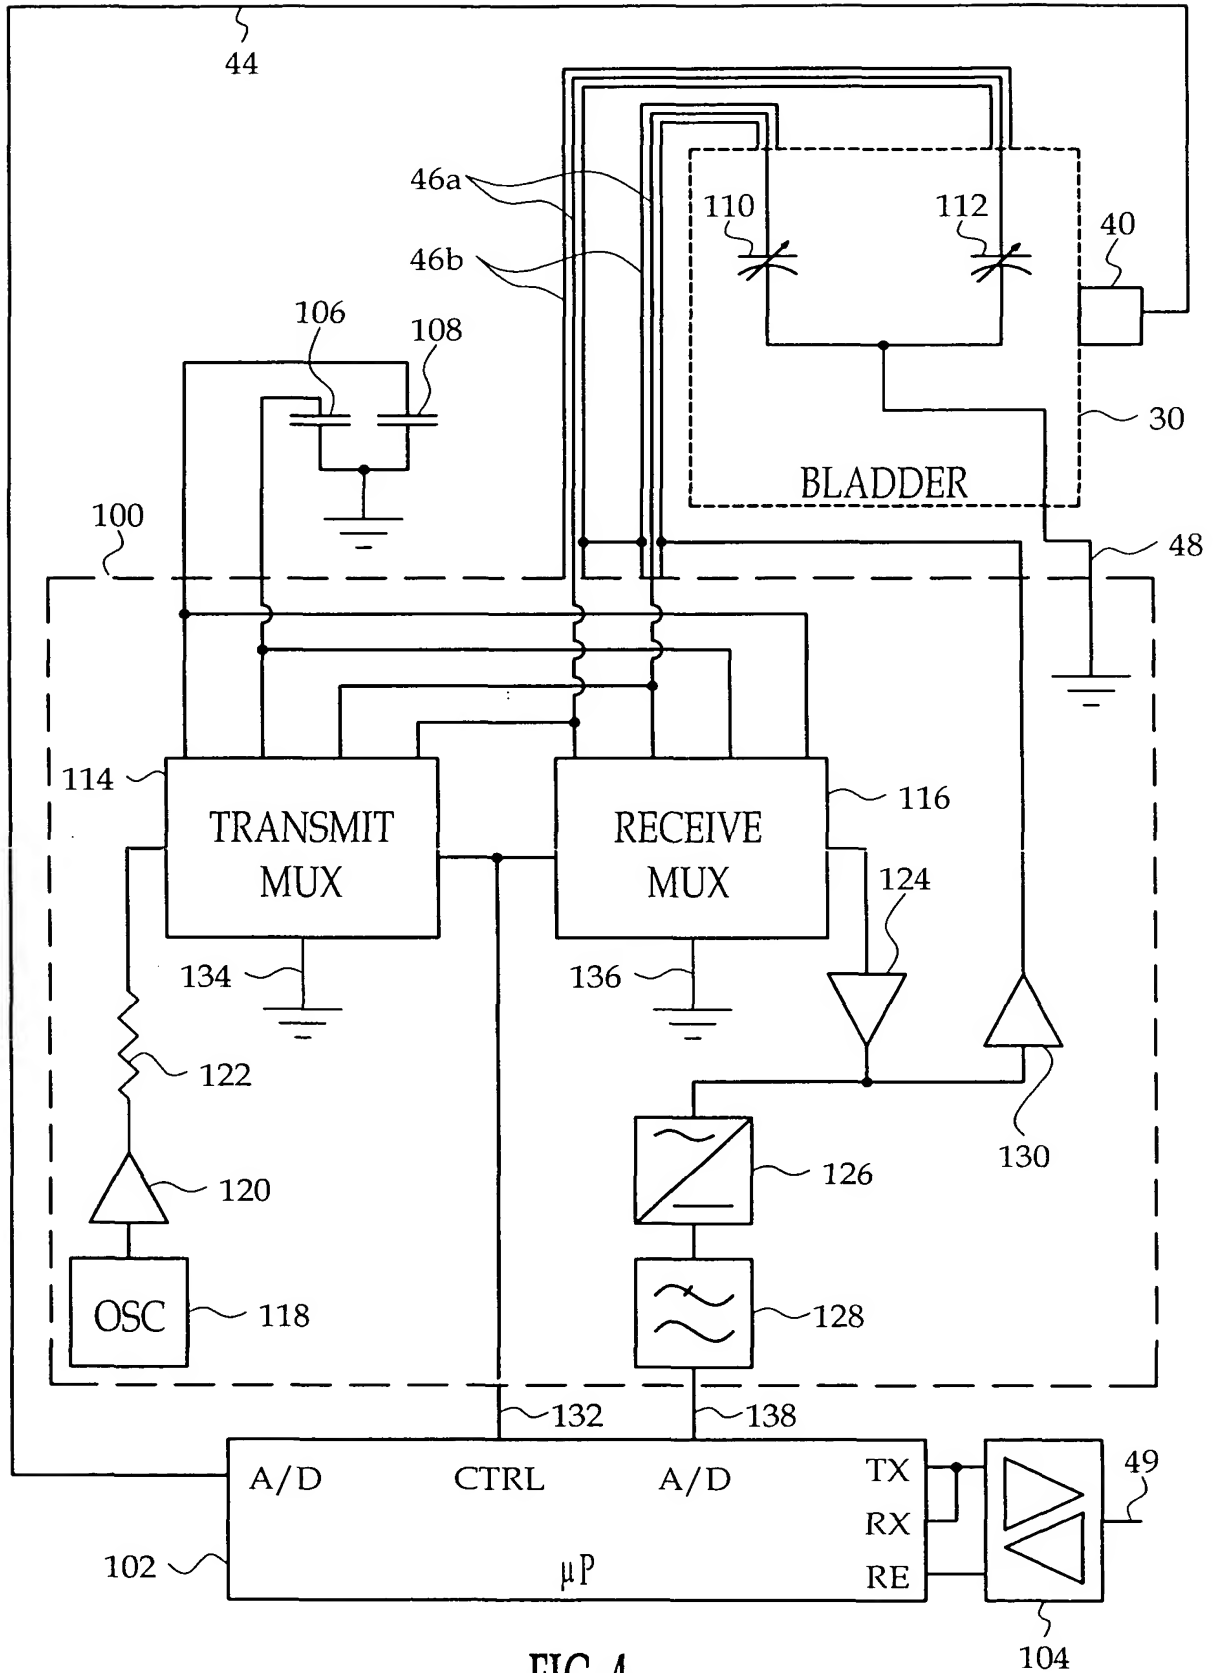 44
46a
110
112
40
46b
106
108
30
BLADDER
100
48
114
TRANSMIT
MUX
RECEIVE
MUX
116
124
134
136
122
130
126
120
OSC
118
128
132
138
A/D
CTRL
A/D
TX
49
RX
102
µP
RE
104
FIG. 4